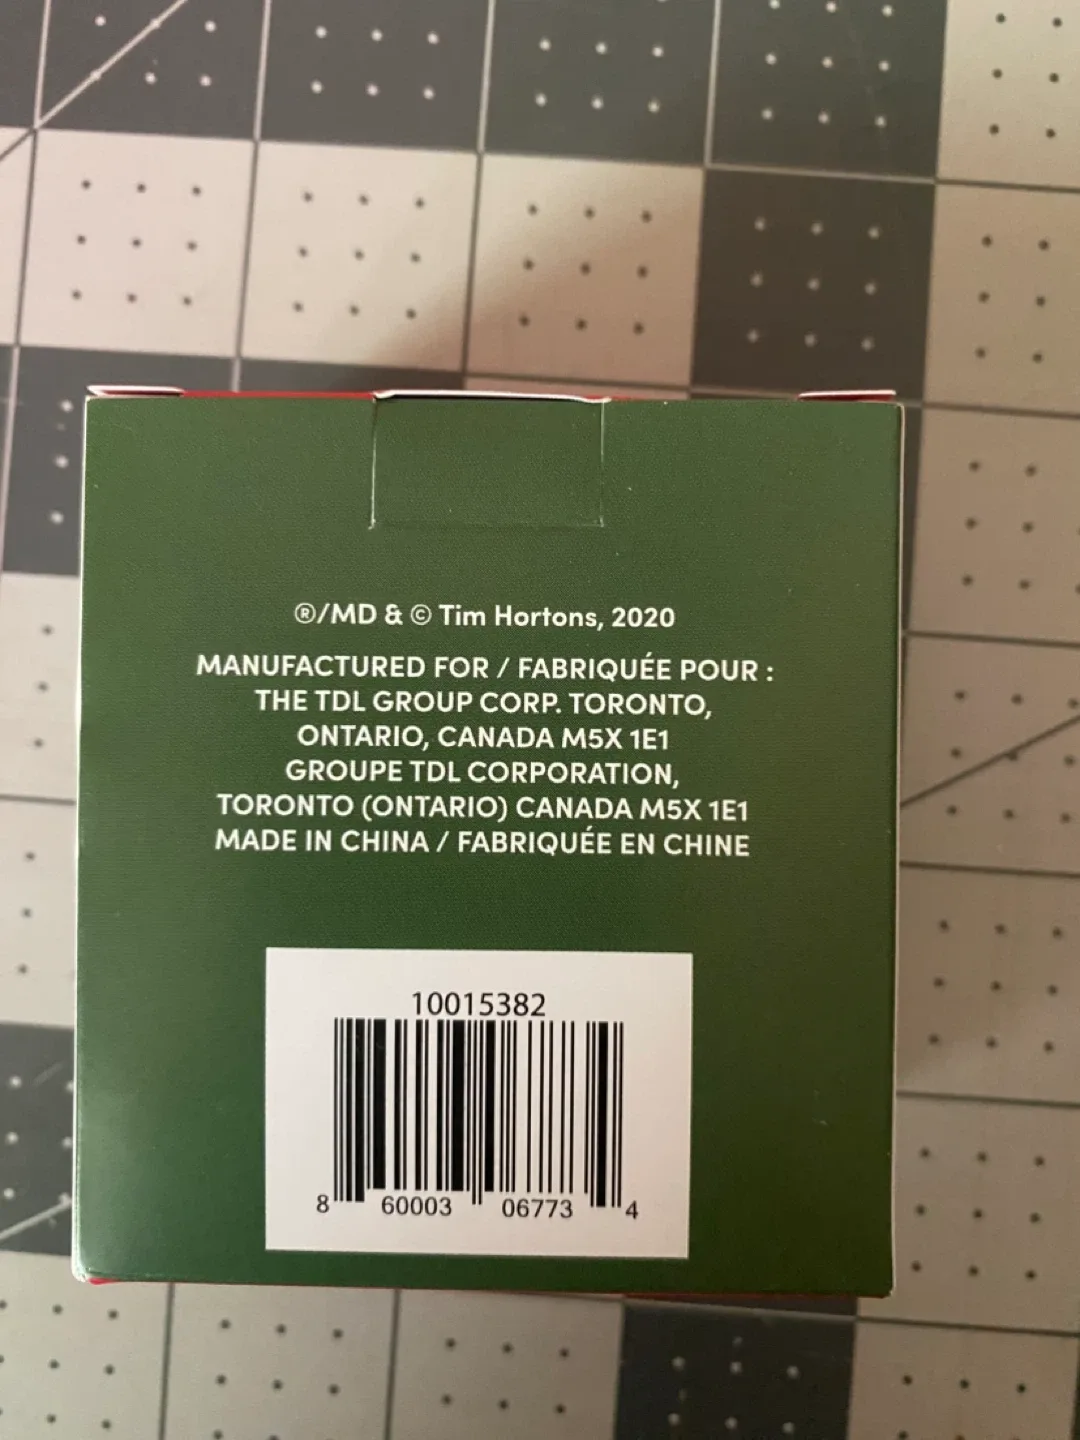 ®/MD & © Tim Hortons, 2020
MANUFACTURED FOR / FABRIQUÉE POUR :
THE TDL GROUP CORP. TORONTO,
ONTARIO, CANADA M5X 1E1
GROUPE TDL CORPORATION,
TORONTO (ONTARIO) CANADA M5X 1E1
MADE IN CHINA / FABRIQUÉE EN CHINE
10015382
8 60003 06773 4